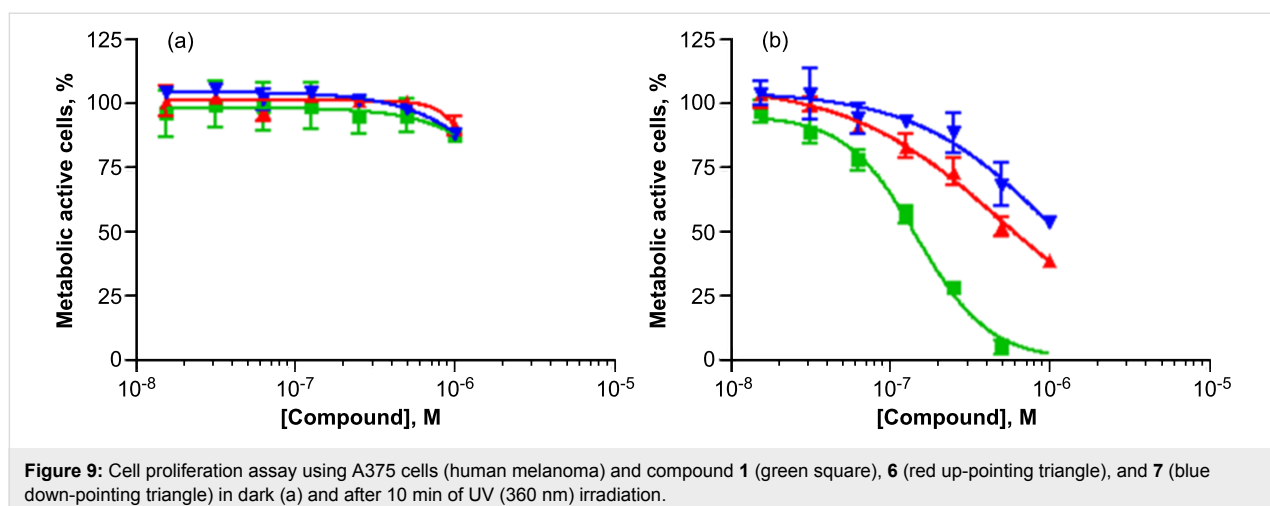 (a)
125
100
75
50
25
0
Metabolic active cells, %
10-8
10-7
10-6
10-5
[Compound], M
(b)
125
100
75
50
25
0
Metabolic active cells, %
10-8
10-7
10-6
10-5
[Compound], M
Figure 9: Cell proliferation assay using A375 cells (human melanoma) and compound 1 (green square), 6 (red up-pointing triangle), and 7 (blue
down-pointing triangle) in dark (a) and after 10 min of UV (360 nm) irradiation.